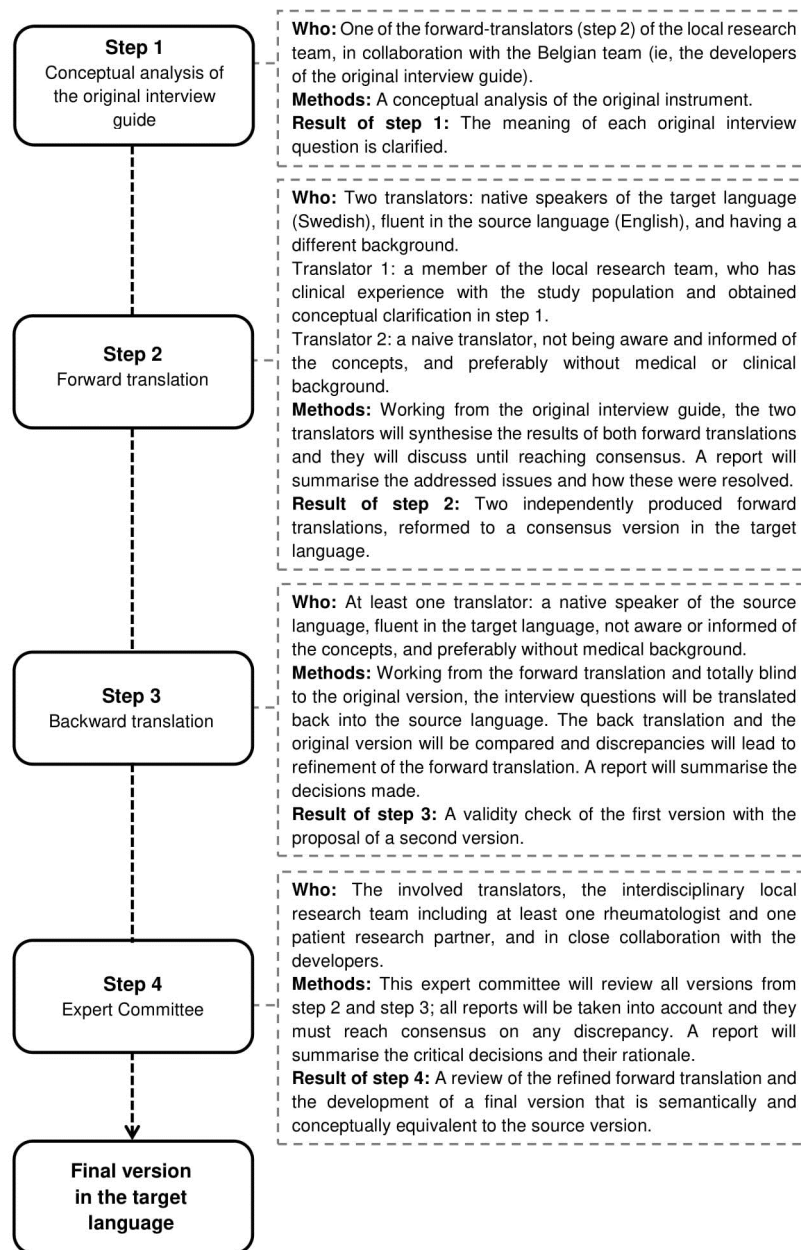 Step 1
Conceptual analysis of
the original interview
guide
Who: One of the forward-translators (step 2) of the local research
team, in collaboration with the Belgian team (ie, the developers
of the original interview guide).
Methods: A conceptual analysis of the original instrument.
Result of step 1: The meaning of each original interview
question is clarified.
Step 2
Forward translation
Who: Two translators: native speakers of the target language
(Swedish), fluent in the source language (English), and having a
different background.
Translator 1: a member of the local research team, who has
clinical experience with the study population and obtained
conceptual clarification in step 1.
Translator 2: a naive translator, not being aware and informed of
the concepts, and preferably without medical or clinical
background.
Methods: Working from the original interview guide, the two
translators will synthesise the results of both forward translations
and they will discuss until reaching consensus. A report will
summarise the addressed issues and how these were resolved.
Result of step 2: Two independently produced forward
translations, reformed to a consensus version in the target
language.
Step 3
Backward translation
Who: At least one translator: a native speaker of the source
language, fluent in the target language, not aware or informed of
the concepts, and preferably without medical background.
Methods: Working from the forward translation and totally blind
to the original version, the interview questions will be translated
back into the source language. The back translation and the
original version will be compared and discrepancies will lead to
refinement of the forward translation. A report will summarise the
decisions made.
Result of step 3: A validity check of the first version with the
proposal of a second version.
Step 4
Expert Committee
Who: The involved translators, the interdisciplinary local
research team including at least one rheumatologist and one
patient research partner, and in close collaboration with the
developers.
Methods: This expert committee will review all versions from
step 2 and step 3; all reports will be taken into account and they
must reach consensus on any discrepancy. A report will
summarise the critical decisions and their rationale.
Result of step 4: A review of the refined forward translation and
the development of a final version that is semantically and
conceptually equivalent to the source version.
Final version
in the target
language